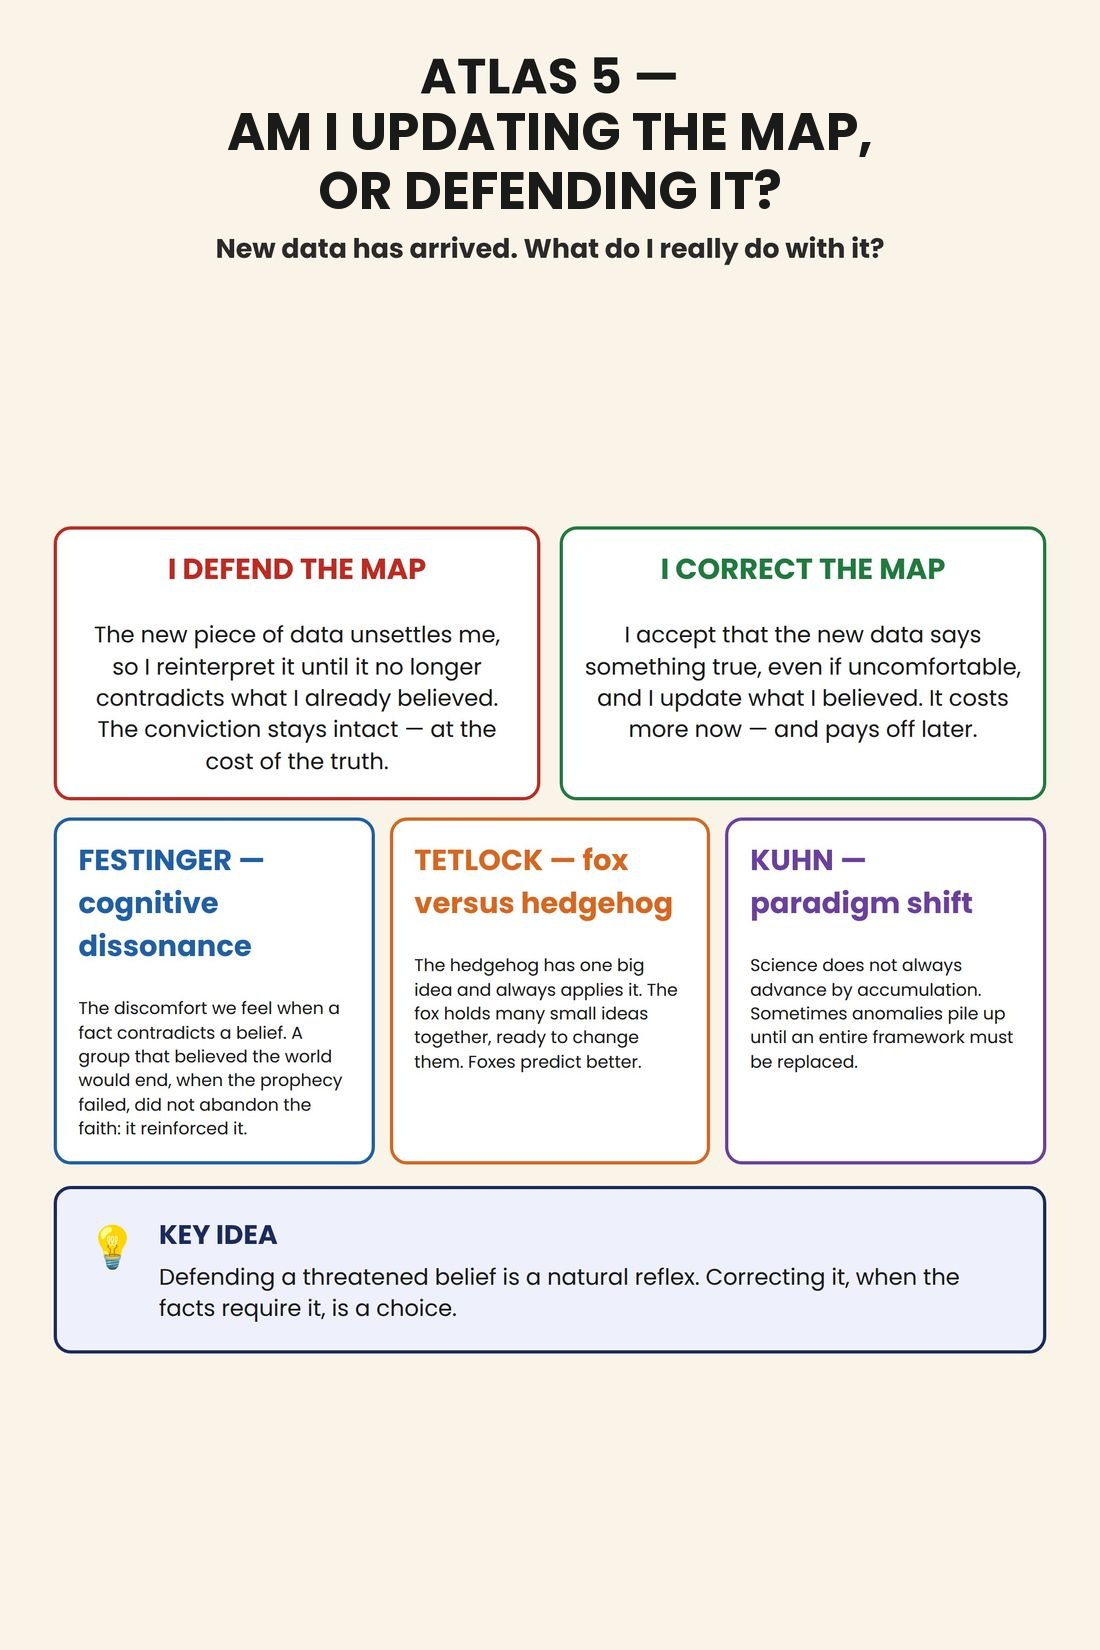 ATLAS 5 —
AM I UPDATING THE MAP,
OR DEFENDING IT?
New data has arrived. What do I really do with it?
I DEFEND THE MAP
The new piece of data unsettles me,
so I reinterpret it until it no longer
contradicts what I already believed.
The conviction stays intact — at the
cost of the truth.
I CORRECT THE MAP
I accept that the new data says
something true, even if uncomfortable,
and I update what I believed. It costs
more now — and pays off later.
FESTINGER —
cognitive
dissonance
The discomfort we feel when a
fact contradicts a belief. A
group that believed the world
would end, when the prophecy
failed, did not abandon the
faith: it reinforced it.
TETLOCK — fox
versus hedgehog
The hedgehog has one big
idea and always applies it. The
fox holds many small ideas
together, ready to change
them. Foxes predict better.
KUHN —
paradigm shift
Science does not always
advance by accumulation.
Sometimes anomalies pile up
until an entire framework must
be replaced.
KEY IDEA
Defending a threatened belief is a natural reflex. Correcting it, when the
facts require it, is a choice.